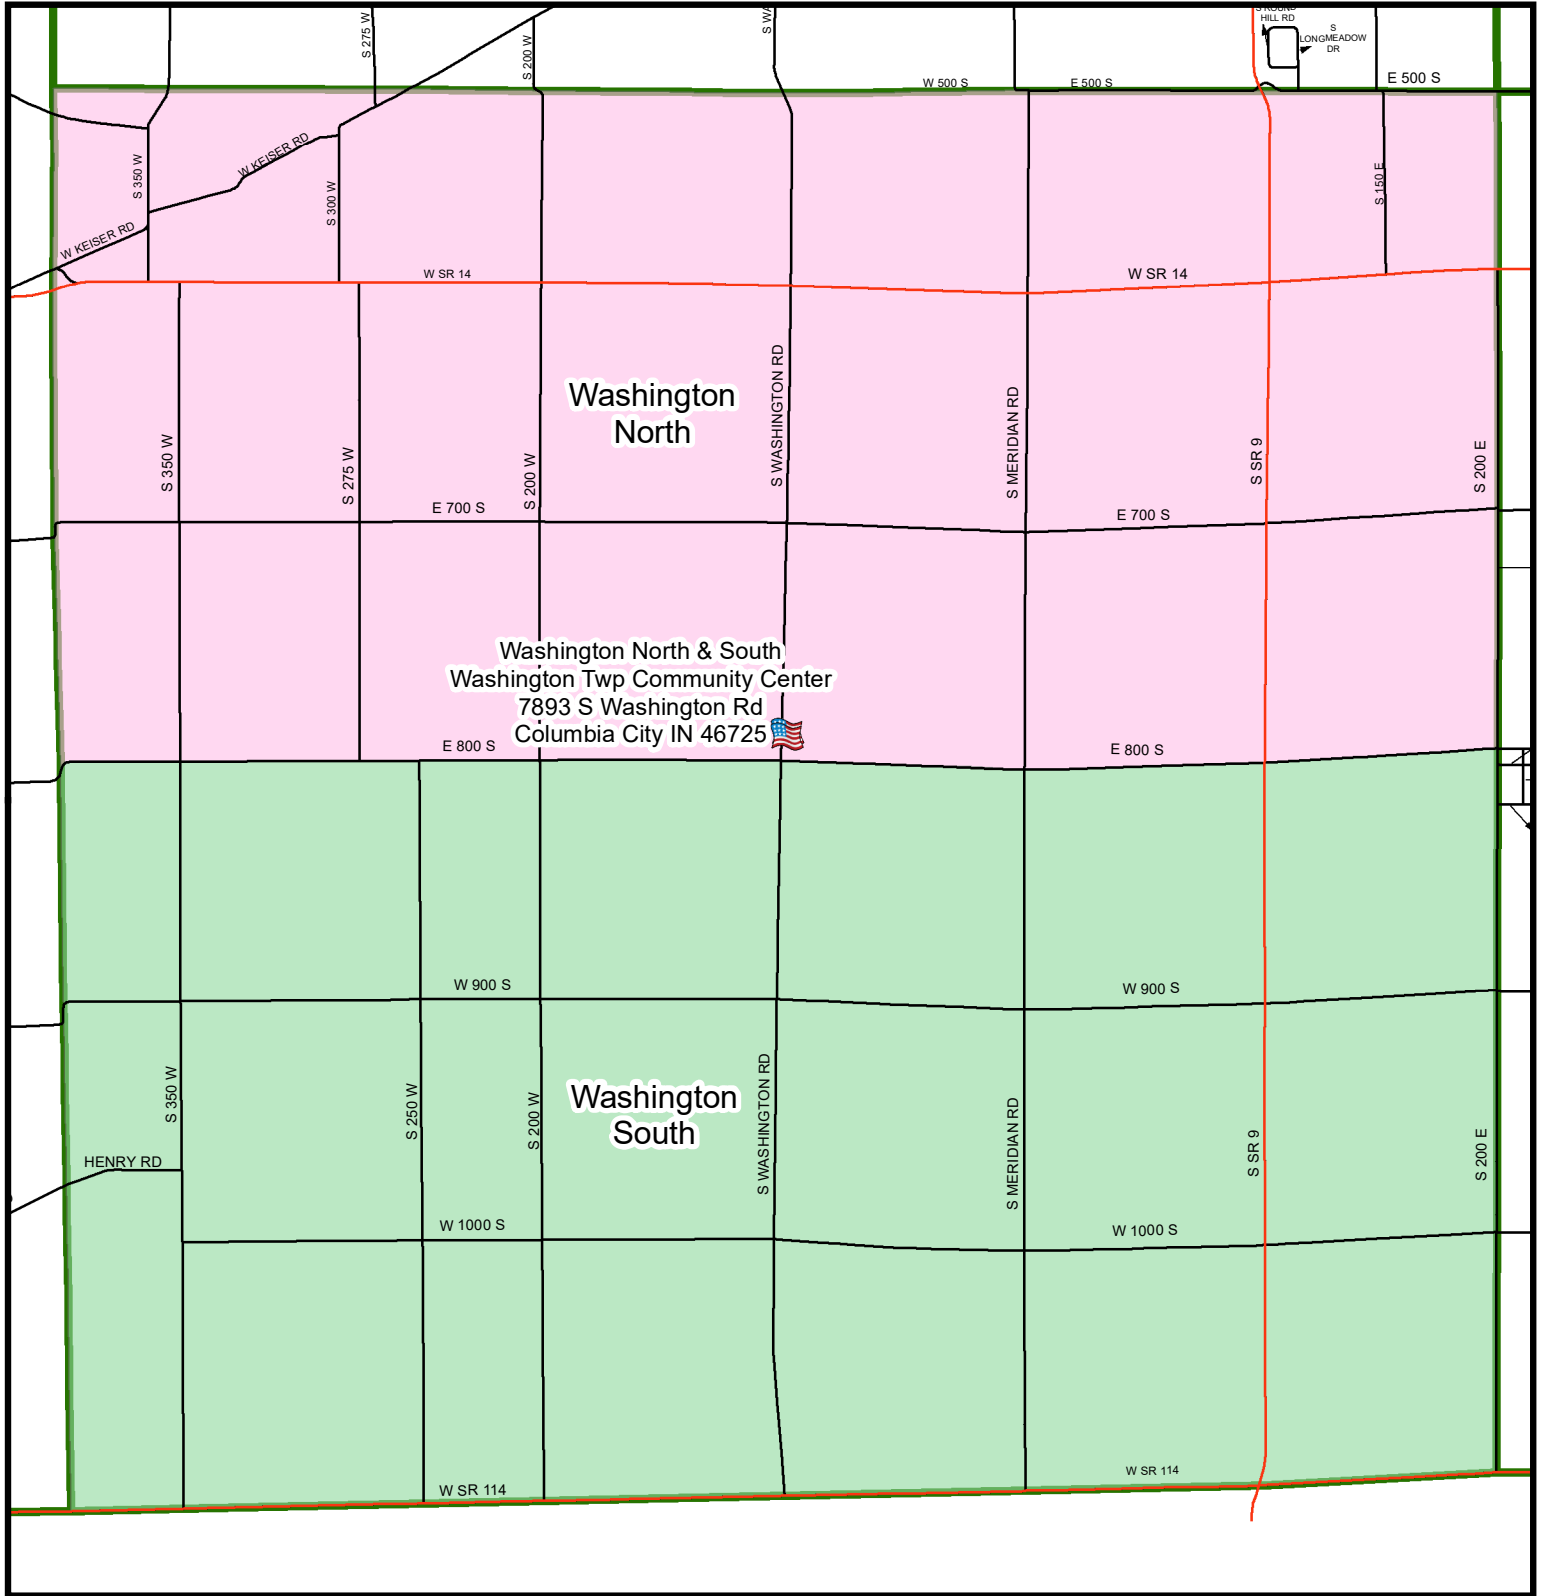 S ROUND
HILL RD
S
LONGMEADOW
DR
S 275 W
S 200 W
S WA
W 500 S
E 500 S
E 500 S
S 350 W
W KEISER RD
W KEISER RD
S 300 W
S 150 E
W SR 14
W SR 14
Washington
North
S WASHINGTON RD
S MERIDIAN RD
S 350 W
S 275 W
S 200 W
S SR 9
S 200 E
E 700 S
E 700 S
Washington North & South
Washington Twp Community Center
7893 S Washington Rd
Columbia City IN 46725
E 800 S
E 800 S
W 900 S
W 900 S
S 350 W
S 250 W
S 200 W
Washington
South
S WASHINGTON RD
S MERIDIAN RD
S SR 9
S 200 E
HENRY RD
W 1000 S
W 1000 S
W SR 114
W SR 114